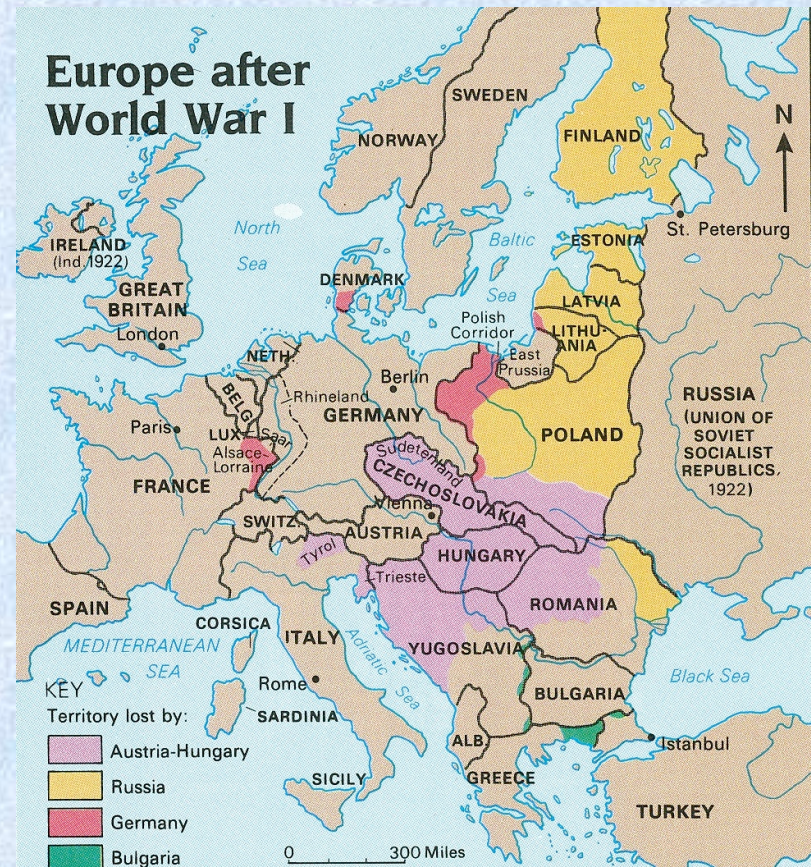 Europe after
World War I
NORWAY
SWEDEN
FINLAND
N
St. Petersburg
North
Sea
Baltic
Sea
IRELAND
(Ind.1922)
GREAT
BRITAIN
London
DENMARK
ESTONIA
LATVIA
LITHU-
ANIA
Polish
Corridor
East
Prussia
NETH.
BELG.
Rhineland
Berlin
GERMANY
POLAND
RUSSIA
(UNION OF
SOVIET
SOCIALIST
REPUBLICS,
1922)
Paris
LUX.
Saar
Alsace-
Lorraine
FRANCE
Sudetenland
CZECHOSLOVAKIA
Vienna
SWITZ.
AUSTRIA
HUNGARY
Tyrol
Trieste
ROMANIA
SPAIN
CORSICA
ITALY
YUGOSLAVIA
MEDITERRANEAN
SEA
Adriatic Sea
Black Sea
Rome
SARDINIA
BULGARIA
ALB.
Istanbul
SICILY
GREECE
TURKEY
KEY
Territory lost by:
Austria-Hungary
Russia
Germany
Bulgaria
0 300 Miles